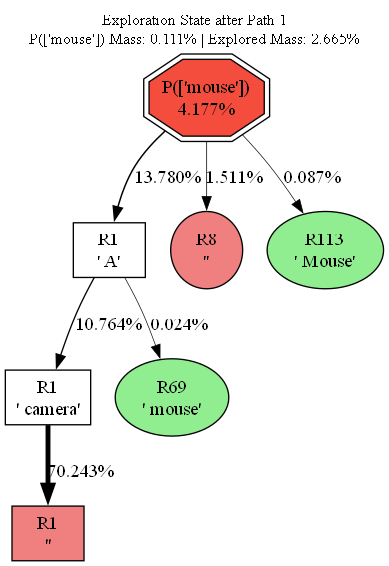 Exploration State after Path 1
P(['mouse']) Mass: 0.111% | Explored Mass: 2.665%
P(['mouse'])
4.177%
13.780%
1.511%
0.087%
R1
' A'
R8
''
R113
' Mouse'
10.764%
0.024%
R1
' camera'
R69
' mouse'
70.243%
R1
''